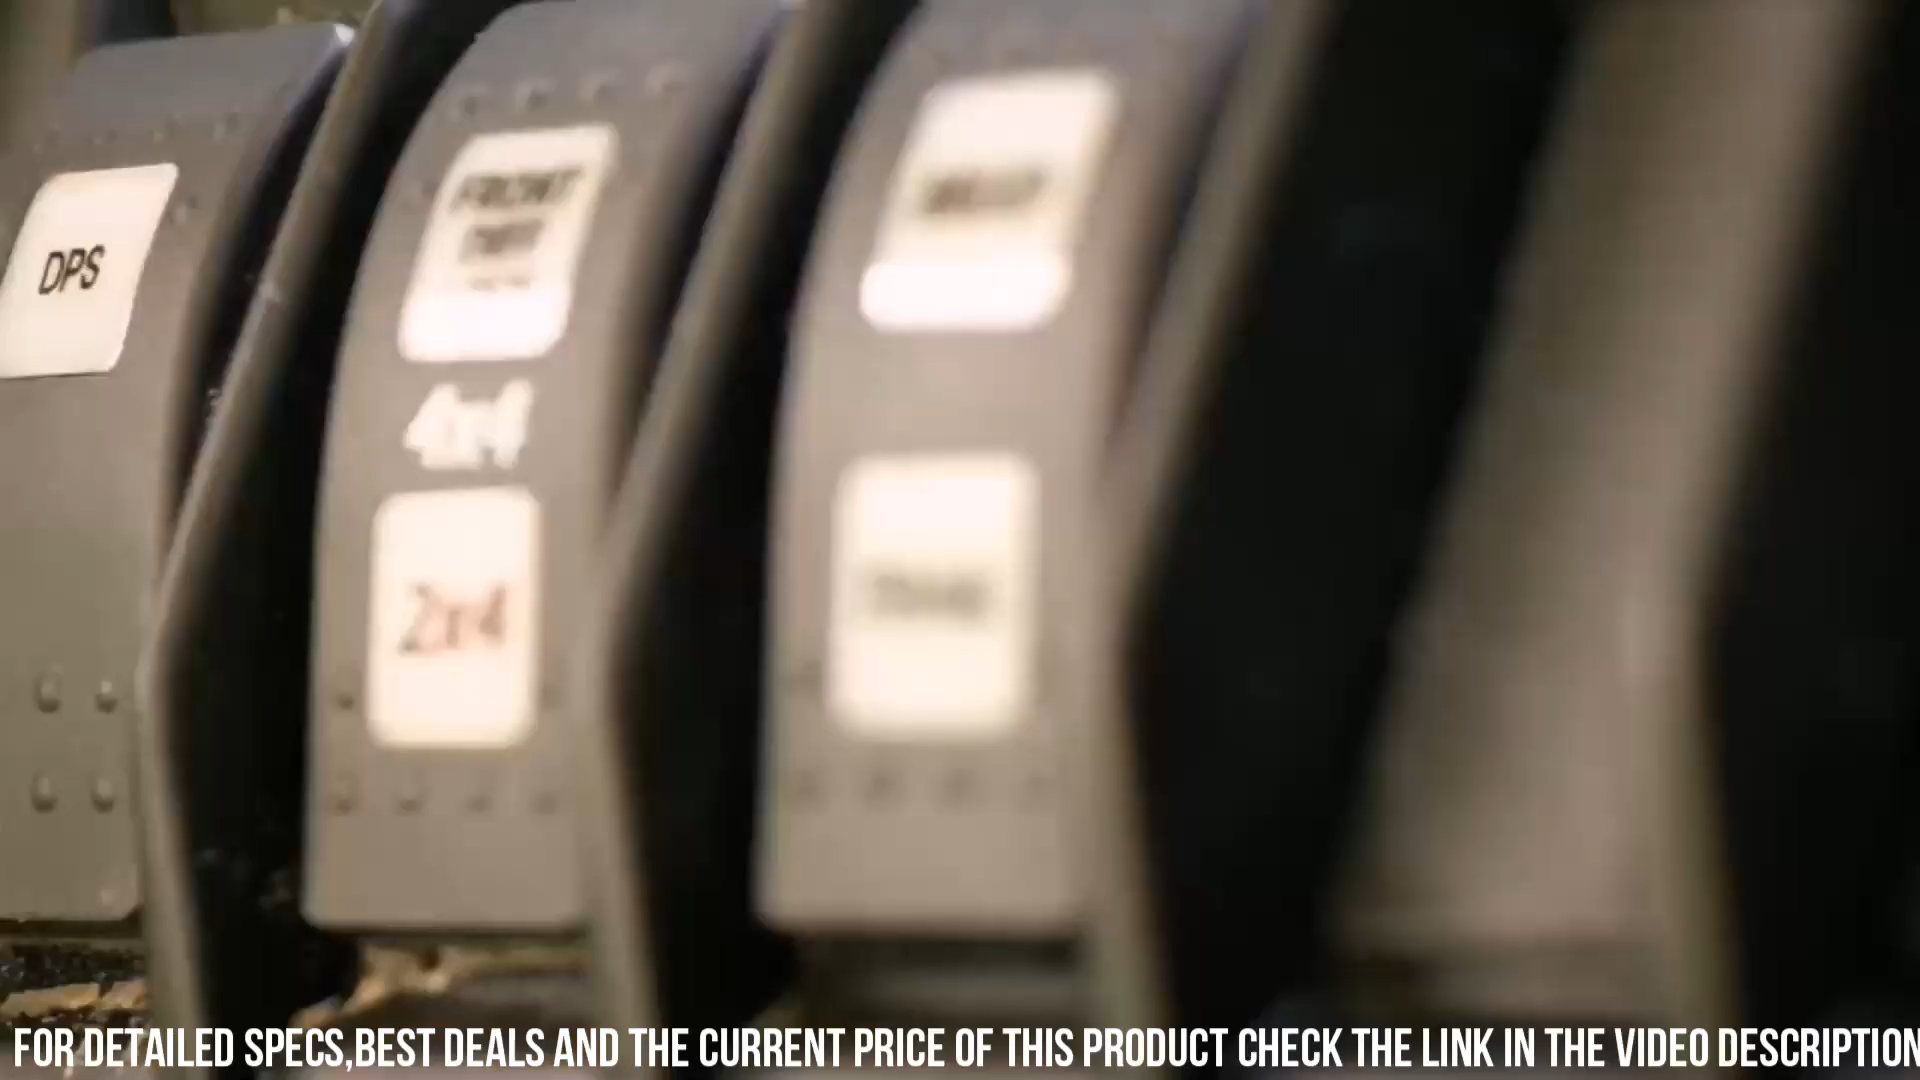 DPS
FRONT
4x4
2x4
FOR DETAILED SPECS,BEST DEALS AND THE CURRENT PRICE OF THIS PRODUCT CHECK THE LINK IN THE VIDEO DESCRIPTION